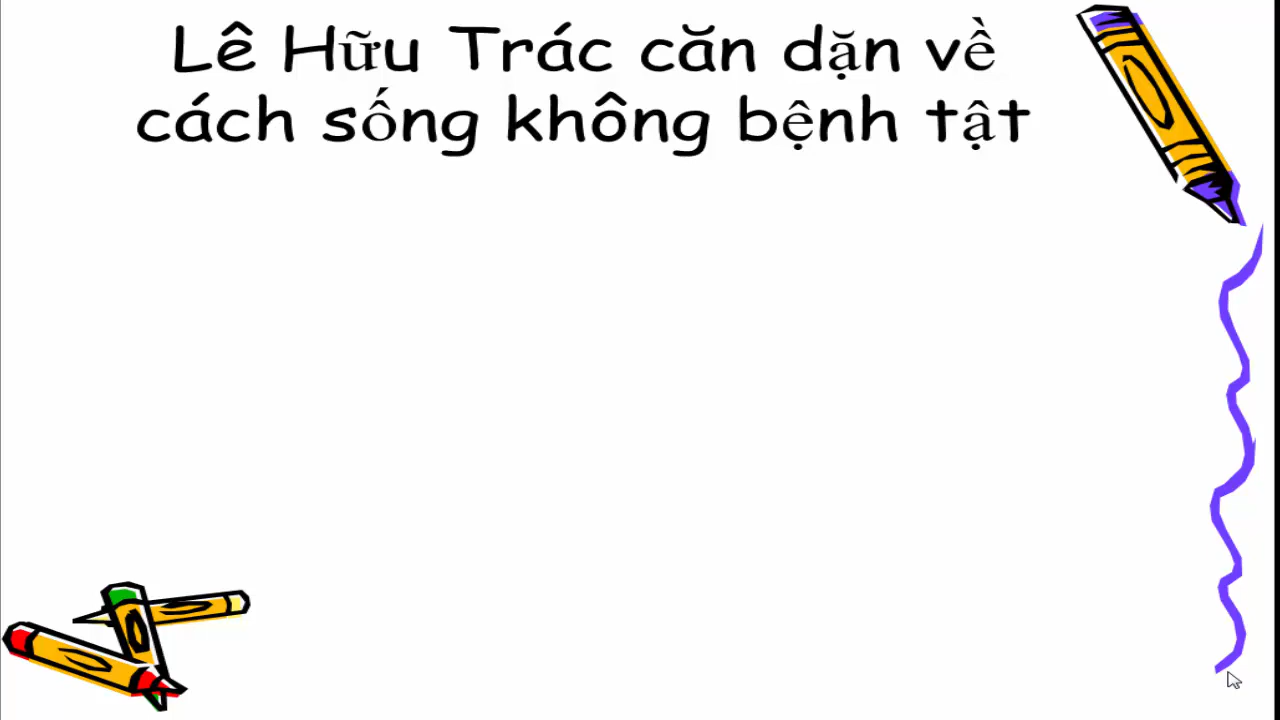 Lê Hữu Trác căn dặn về
cách sống không bệnh tật